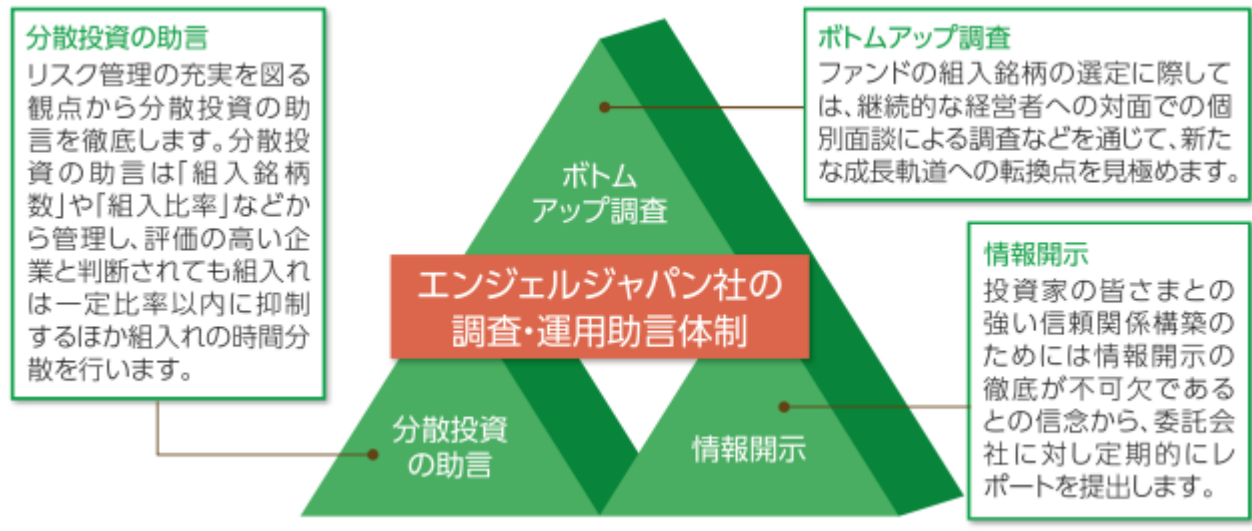 分散投資の助言
リスク管理の充実を図る
観点から分散投資の助
言を徹底します。分散投
資の助言は「組入銘柄
数」や「組入比率」などか
ら管理し、評価の高い企
業と判断されても組入れ
は一定比率以内に抑制
するほか組入れの時間分
散を行います。
ボトムアップ調査
ファンドの組入銘柄の選定に際して
は、継続的な経営者への対面での個
別面談による調査などを通じて、新た
な成長軌道への転換点を見極めます。
ボトム
アップ調査
エンジェルジャパン社の
調査・運用助言体制
分散投資
の助言
情報開示
情報開示
投資家の皆さまとの
強い信頼関係構築の
ためには情報開示の
徹底が不可欠である
との信念から、委託会
社に対し定期的にレ
ポートを提出します。